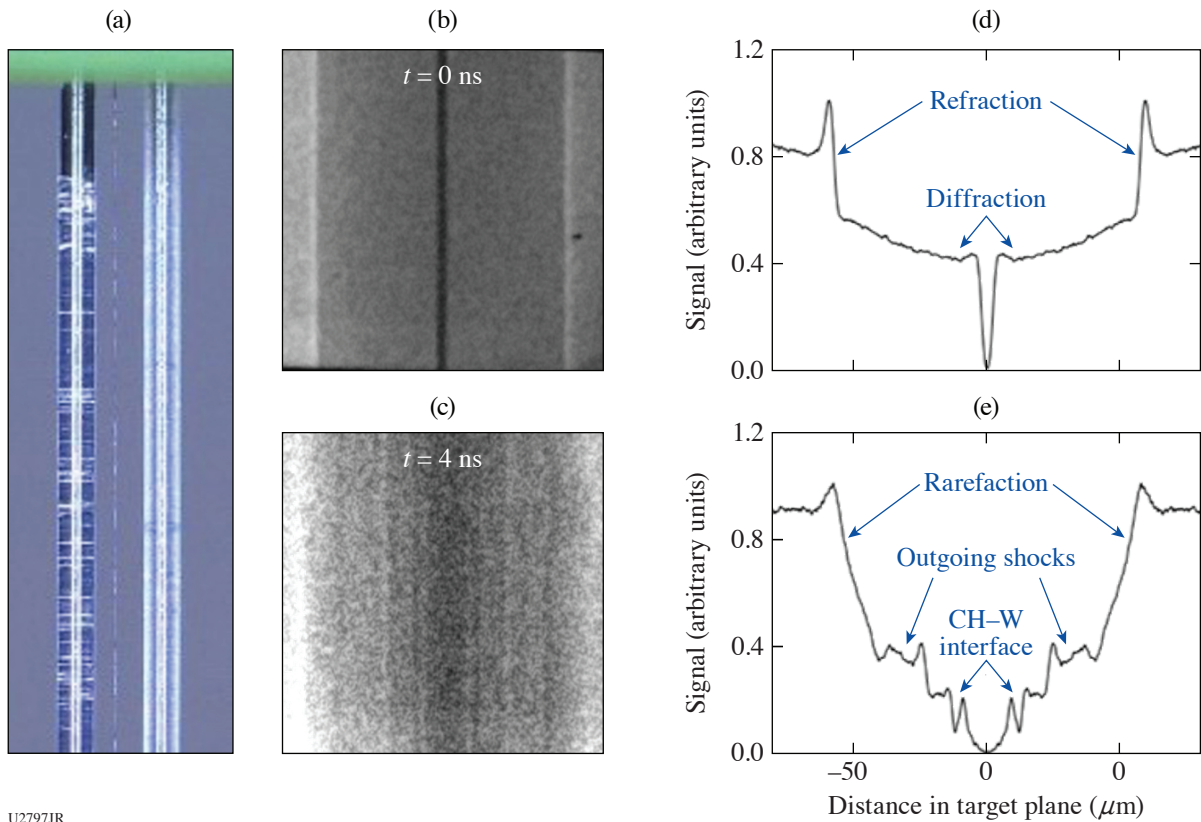 (a)
(b)
(d)
t = 0 ns
(c)
t = 4 ns
1.2
0.8
0.4
0.0
Signal (arbitrary units)
Refraction
Diffraction
(e)
1.2
0.8
0.4
0.0
Signal (arbitrary units)
Rarefaction
Outgoing shocks
CH–W
interface
–50
0
0
Distance in target plane (μm)
U2797JR